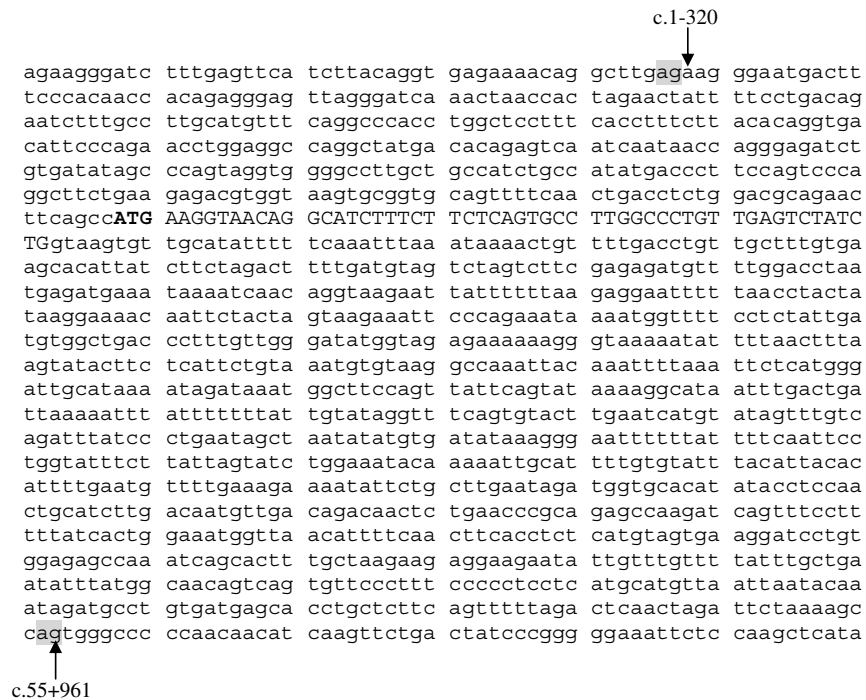 c.1-320
agaagggatc tttgagttca tcttacaggt gagaaaacag gcttgagaag ggaatgactt
tcccacaacc acagagggag ttagggatca aactaaccac tagaactatt ttcctgacag
aatctttgcc ttgcatgttt caggcccacc tggctccttt cacctttctt acacaggtga
cattcccaga acctggaggc caggctatga cacagagtca atcaataacc agggagatct
gtgatatagc ccagtaggtg gggccttgct gccatctgcc atatgaccct tccagtccca
ggcttctgaa gagacgtggt aagtgcggtg cagttttcaa ctgacctctg gacgcagaac
ttcagccATG AAGGTAACAG GCATCTTTCT TCTCAGTGCC TTGGCCCTGT TGAGTCTATC
TGgtaagtgt tgcatatttt tcaaatttaa ataaaactgt tttgacctgt tgctttgtga
agcacattat cttctagact tttgatgtag tctagtcttc gagagatgtt ttggacctaa
tgagatgaaa taaaatcaac aggtaagaat tattttttaa gaggaatttt taacctacta
taaggaaaac aattctacta gtaagaaatt cccagaaata aaatggtttt cctctattga
tgtggctgac cctttgttgg gatatggtag agaaaaaagg gtaaaaatat tttaacttta
agtatacttc tcattctgta aatgtgtaag gccaaattac aaattttaaa ttctcatggg
attgcataaa atagataaat ggcttccagt tattcagtat aaaaggcata atttgactga
ttaaaaattt atttttttat tgtataggtt tcagtgtact tgaatcatgt atagtttgtc
agatttatcc ctgaatagct aatatatgtg atataaaggg aattttttat tttcaattcc
tggtatttct tattagtatc tggaaataca aaaattgcat tttgtgtatt tacattacac
attttgaatg ttttgaaaga aaatattctg cttgaataga tggtgcacat atacctccaa
ctgcatcttg acaatgttga cagacaactc tgaacccgca gagccaagat cagtttcctt
tttatcactg gaaatggtta acattttcaa cttcacctct catgtagtga aggatcctgt
ggagagccaa atcagcactt tgctaagaag aggaagaata ttgtttgttt tatttgctga
atatttatgg caacagtcag tgttcccttt ccccctcctc atgcatgtta attaatacaa
atagatgcct gtgatgagca cctgctcttc agtttttaga ctcaactaga ttctaaaagc
cagtgggccc ccaacaacat caagttctga ctatcccggg ggaaattctc caagctcata
c.55+961